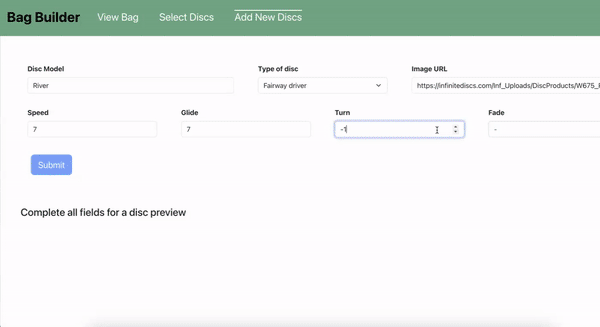 Bag Builder View Bag Select Discs Add New Discs
Disc Model Type of disc Image URL
River Fairway driver https://infinitediscs.com/Inf_Uploads/DiscProducts/W675_
Speed Glide Turn Fade
7 7 -1 -
Submit
Complete all fields for a disc preview